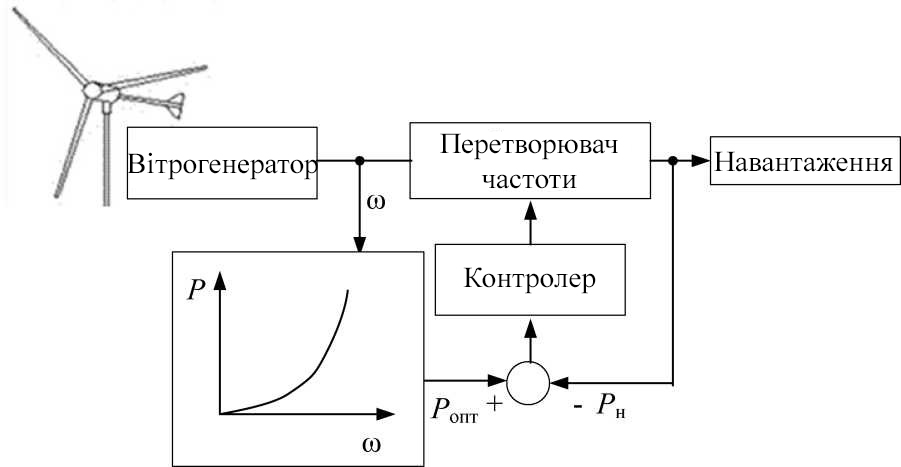 Вітрогенератор
Перетворювач
частоти
Навантаження
ω
Контролер
P
ω
Pопт
+
- Pн